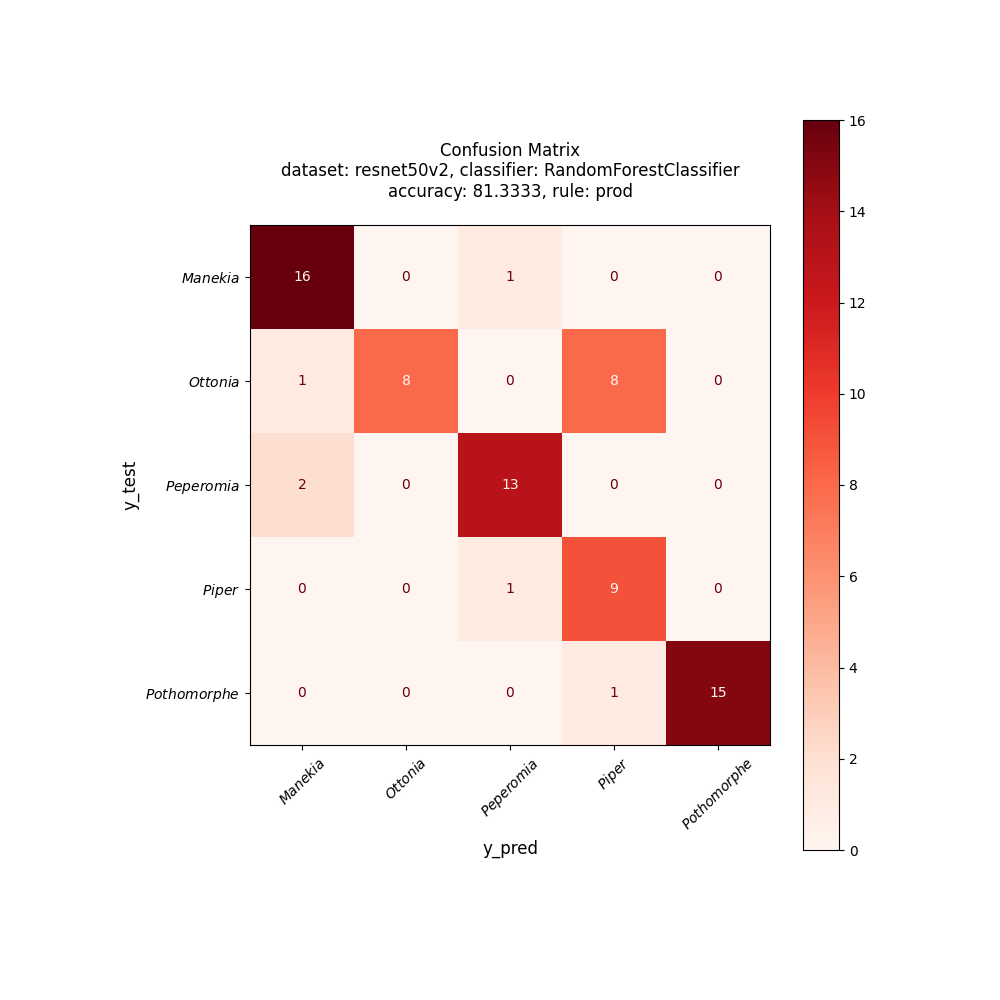 Confusion Matrix
dataset: resnet50v2, classifier: RandomForestClassifier
accuracy: 81.3333, rule: prod
Manekia 16 0 1 0 0
Ottonia 1 8 0 8 0
Peperomia 2 0 13 0 0
Piper 0 0 1 9 0
Pothomorphe 0 0 0 1 15
Manekia Ottonia Peperomia Piper Pothomorphe
y_pred
y_test
16
14
12
10
8
6
4
2
0